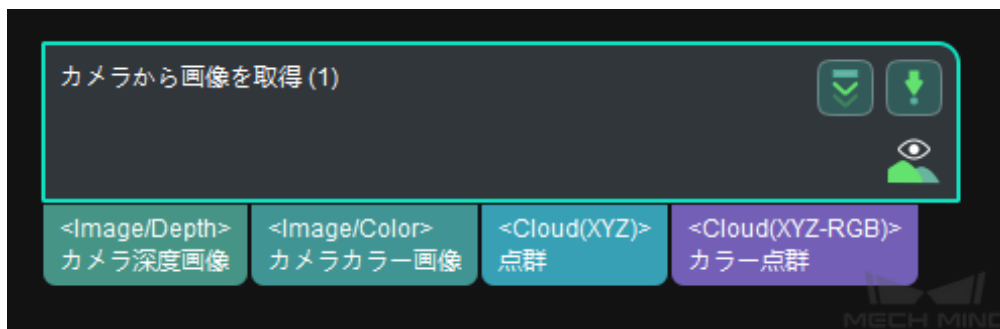 カメラから画像を取得 (1)
<Image/Depth>
カメラ深度画像
<Image/Color>
カメラカラー画像
<Cloud(XYZ)>
点群
<Cloud(XYZ-RGB)>
カラー点群
MECH MIND